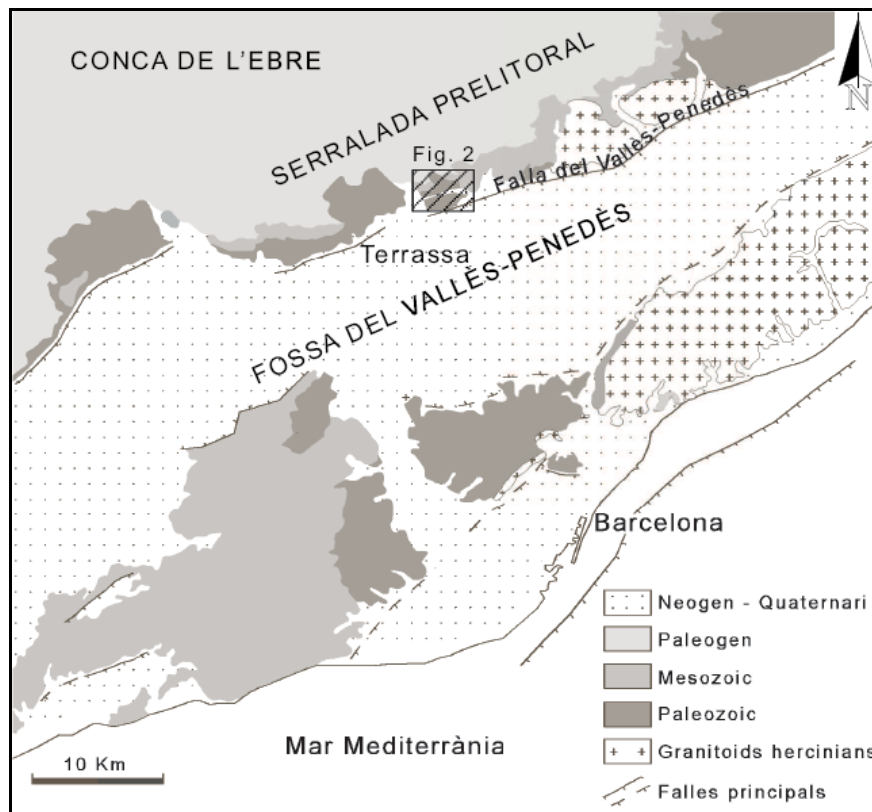 CONCA DE L'EBRE
SERRALADA PRELITORAL
N
Fig. 2
Falla del Vallès-Penedès
Terrassa
FOSSA DEL VALLÈS-PENEDÈS
Barcelona
Neogen - Quaternari
Paleogen
Mesozoic
Paleozoic
Granitoids hercinians
Falles principals
Mar Mediterrània
10 Km